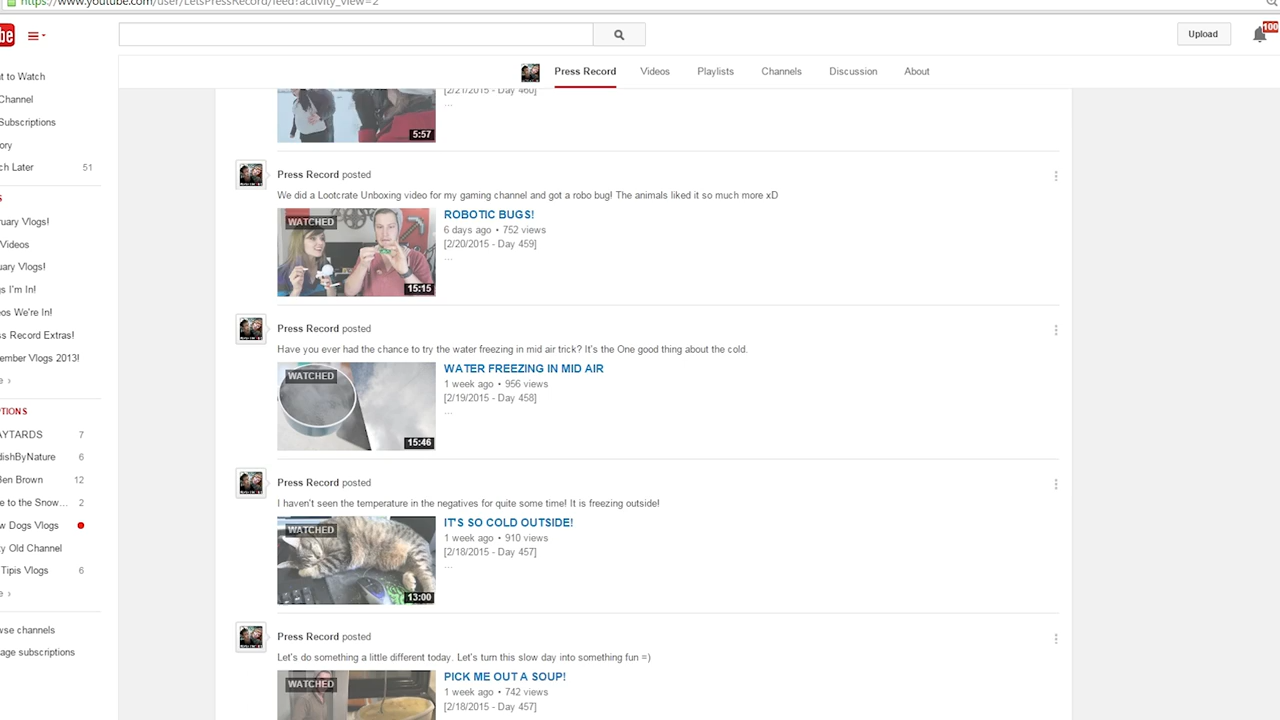 https://www.youtube.com/user/LetsPressRecord/feed?activity_view=2
be
Upload
100
Press Record
Videos
Playlists
Channels
Discussion
About
t to Watch
Channel
Subscriptions
ory
ch Later 51
S
uary Vlogs!
Videos
uary Vlogs!
gs I'm In!
eos We're In!
ss Record Extras!
ember Vlogs 2013!
e ›
PTIONS
AYTARDS 7
dishByNature 6
Ben Brown 12
e to the Snow... 2
w Dogs Vlogs
ty Old Channel
Tipis Vlogs 6
e ›
wse channels
age subscriptions
[2/21/2015 - Day 460]
...
5:57
Press Record posted
We did a Lootcrate Unboxing video for my gaming channel and got a robo bug! The animals liked it so much more xD
WATCHED
ROBOTIC BUGS!
6 days ago • 752 views
[2/20/2015 - Day 459]
...
15:15
Press Record posted
Have you ever had the chance to try the water freezing in mid air trick? It's the One good thing about the cold.
WATCHED
WATER FREEZING IN MID AIR
1 week ago • 956 views
[2/19/2015 - Day 458]
...
15:46
Press Record posted
I haven't seen the temperature in the negatives for quite some time! It is freezing outside!
WATCHED
IT'S SO COLD OUTSIDE!
1 week ago • 910 views
[2/18/2015 - Day 457]
...
13:00
Press Record posted
Let's do something a little different today. Let's turn this slow day into something fun =)
WATCHED
PICK ME OUT A SOUP!
1 week ago • 742 views
[2/18/2015 - Day 457]